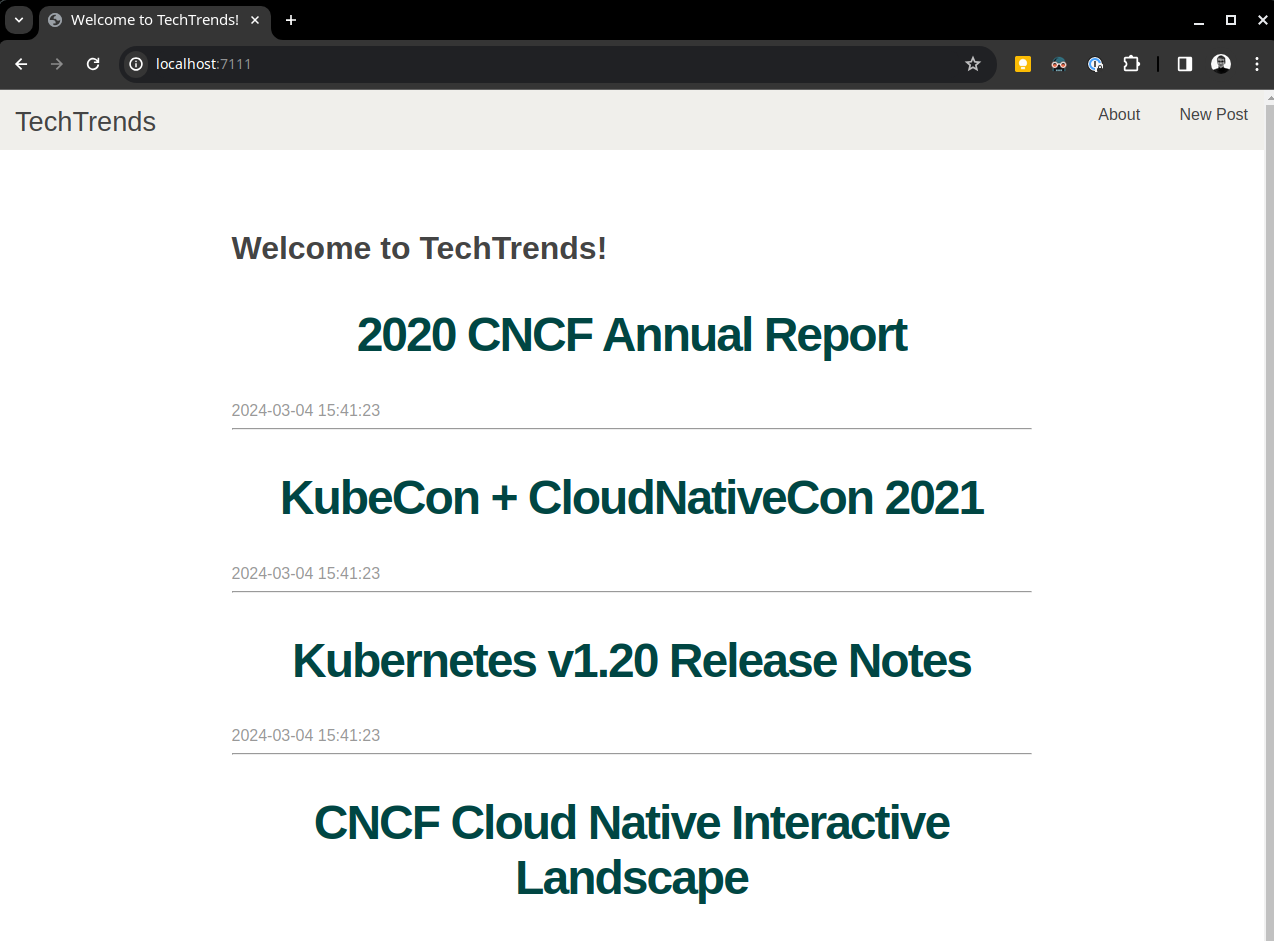 Welcome to TechTrends!
localhost:7111
TechTrends
About
New Post
Welcome to TechTrends!
2020 CNCF Annual Report
2024-03-04 15:41:23
KubeCon + CloudNativeCon 2021
2024-03-04 15:41:23
Kubernetes v1.20 Release Notes
2024-03-04 15:41:23
CNCF Cloud Native Interactive
Landscape